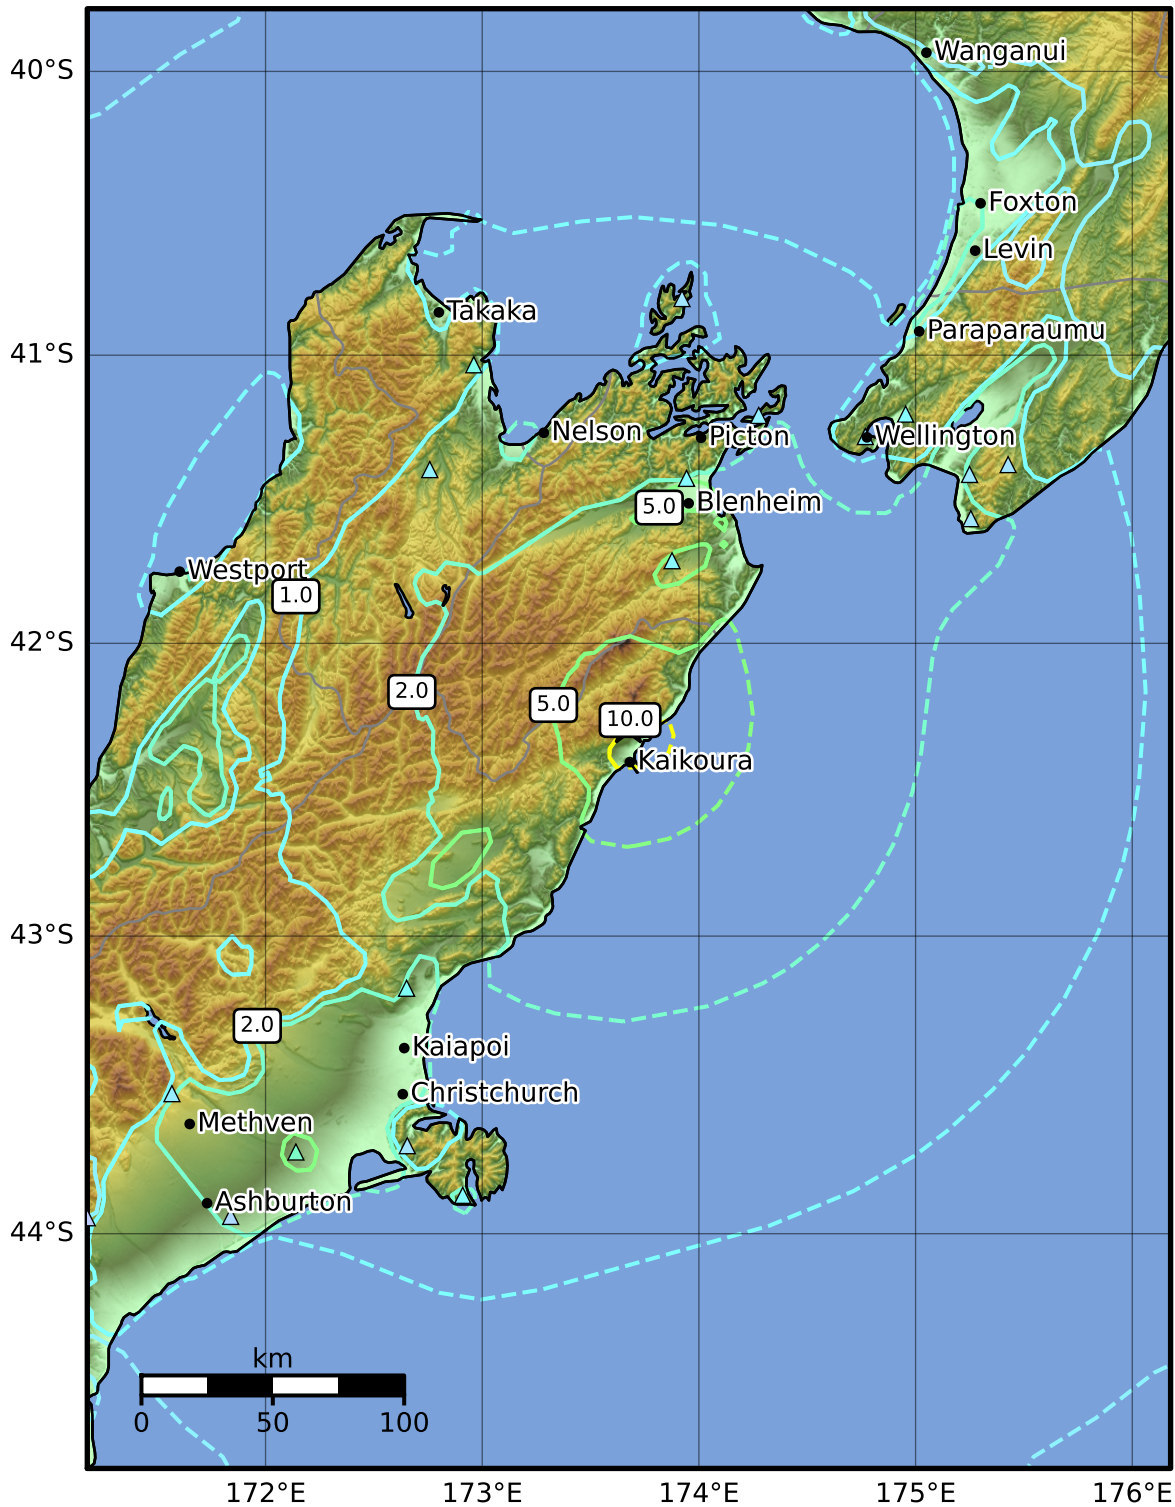 Wanganui
40°S
Foxton
Levin
Takaka
Paraparaumu
41°S
Nelson
Picton
Wellington
5.0
Blenheim
Westport
1.0
42°S
2.0
5.0
10.0
Kaikoura
43°S
2.0
Kaiapoi
Christchurch
Methven
Ashburton
44°S
km
0 50 100
172°E 173°E 174°E 175°E 176°E